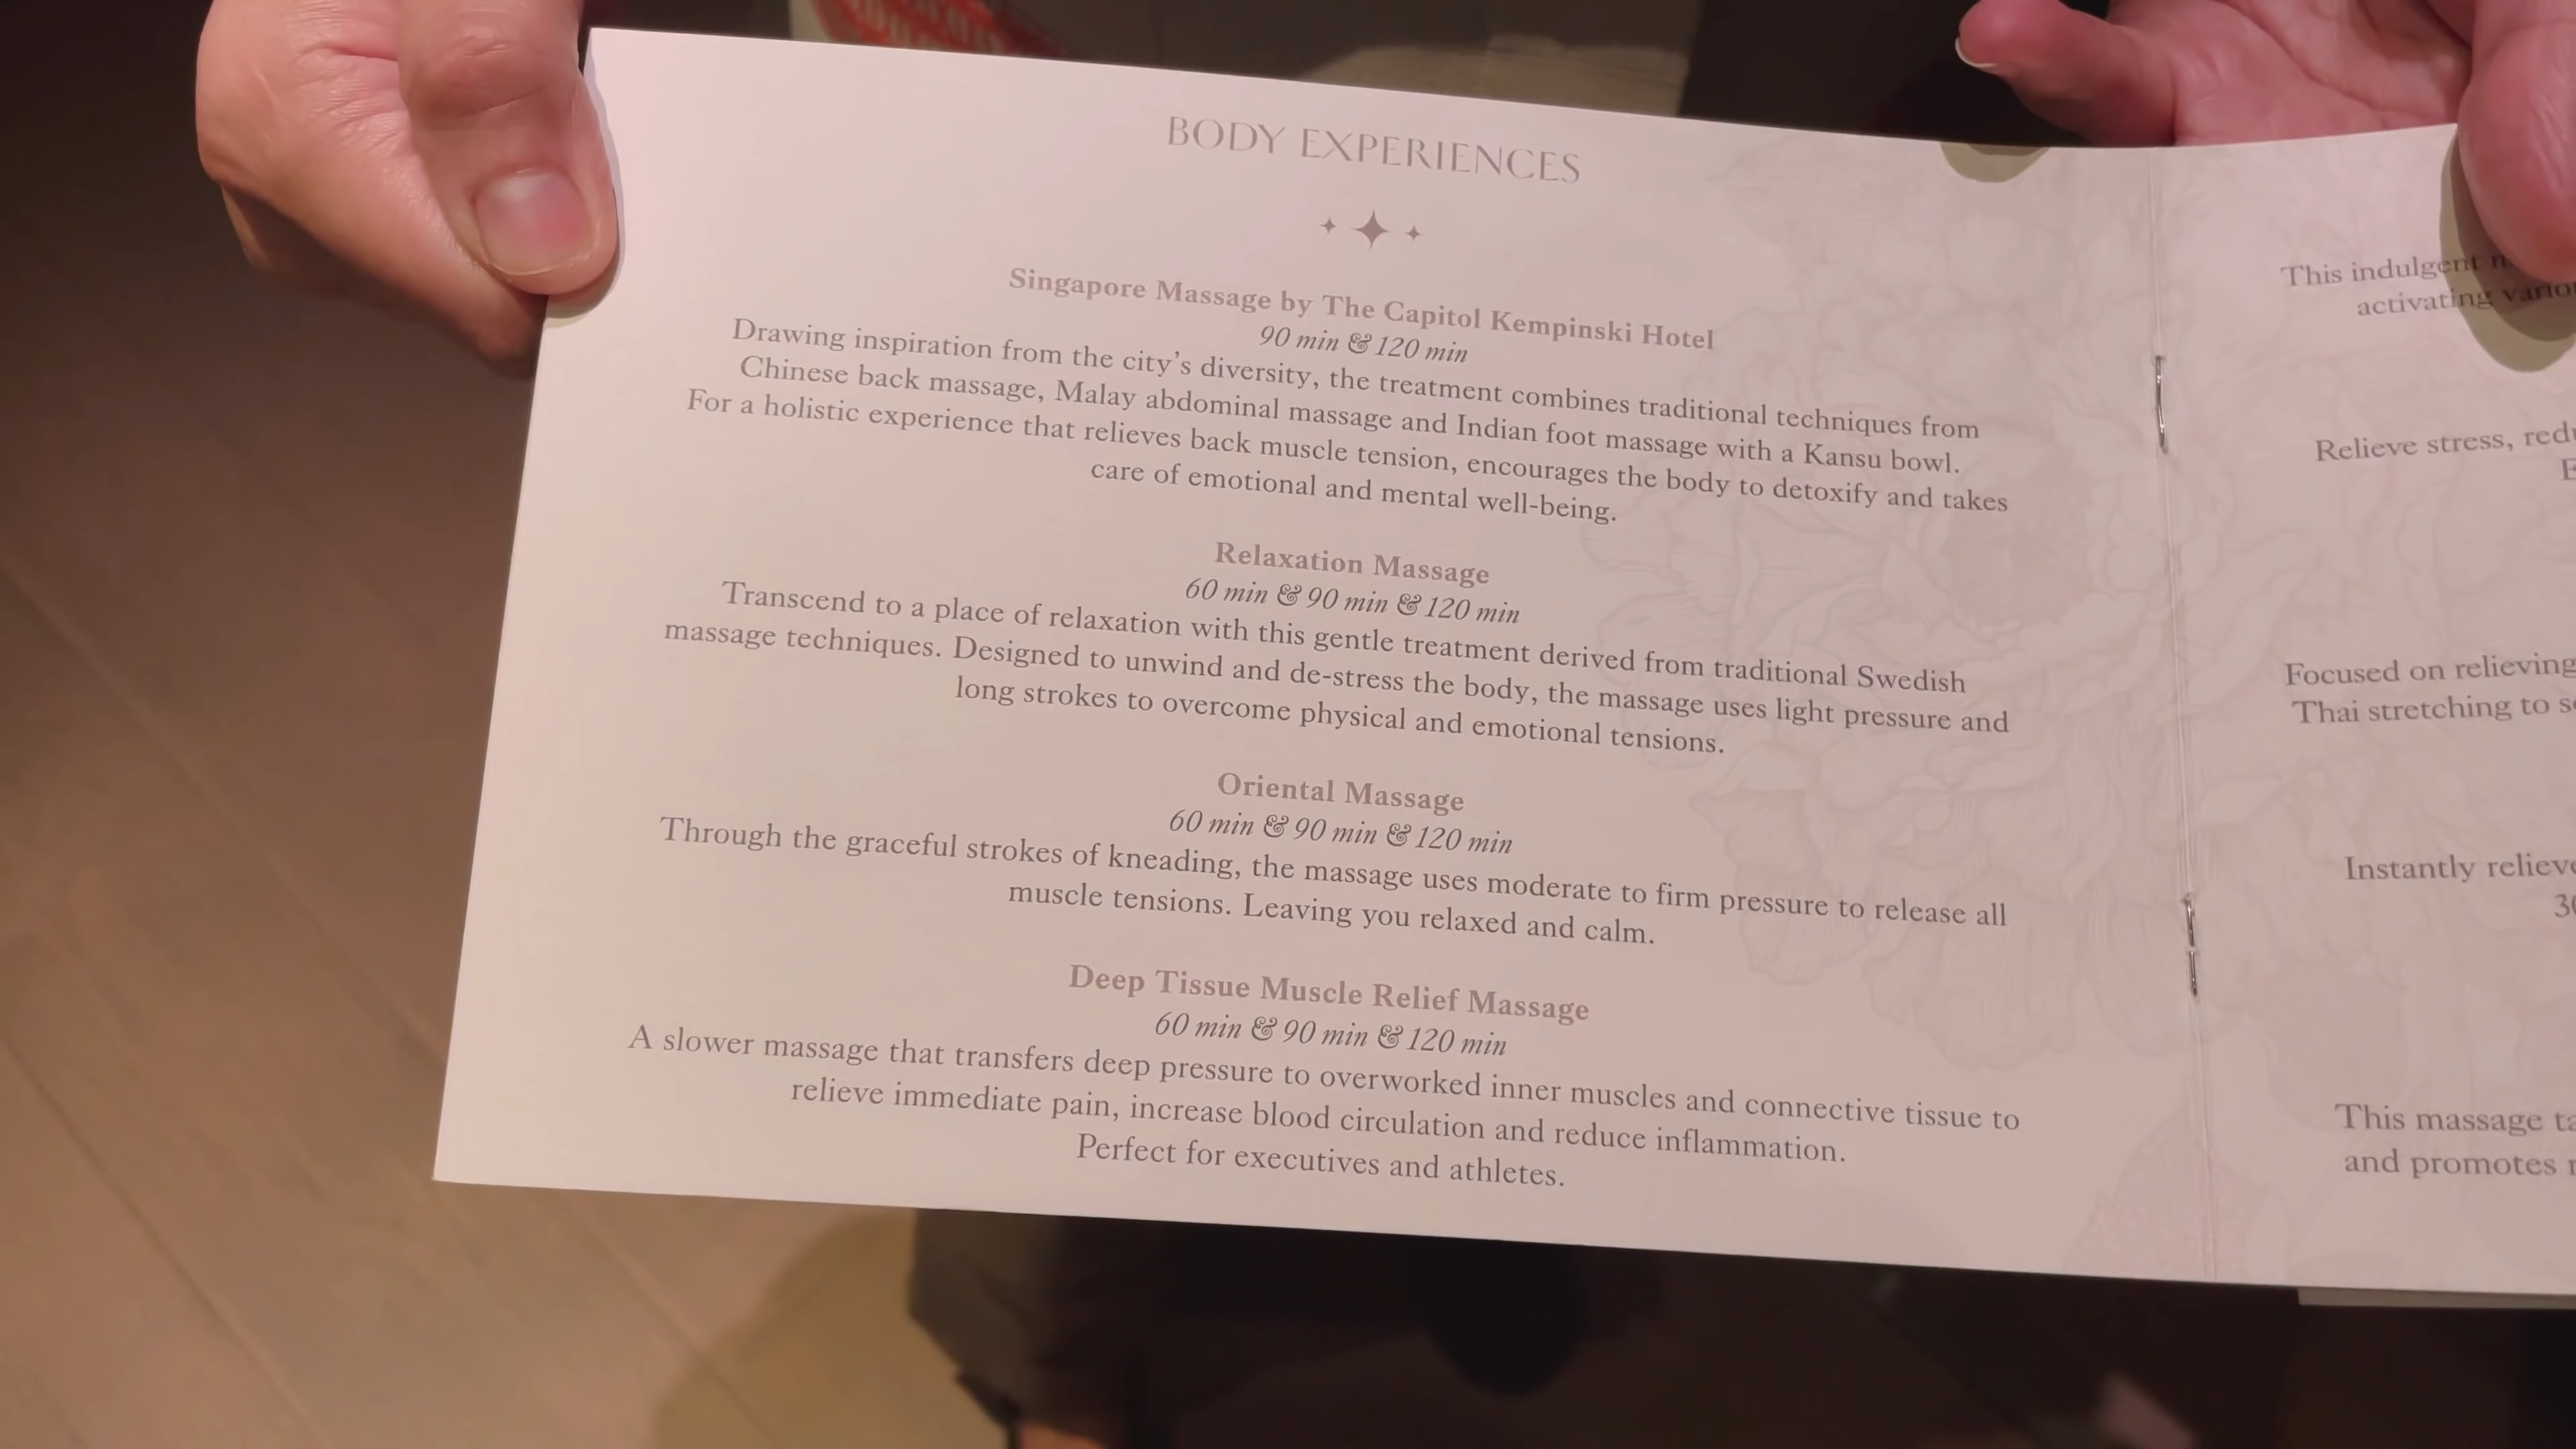 BODY EXPERIENCES
Singapore Massage by The Capitol Kempinski Hotel
90 min & 120 min
Drawing inspiration from the city's diversity, the treatment combines traditional techniques from
Chinese back massage, Malay abdominal massage and Indian foot massage with a Kansu bowl.
For a holistic experience that relieves back muscle tension, encourages the body to detoxify and takes
care of emotional and mental well-being.
Relaxation Massage
60 min & 90 min & 120 min
Transcend to a place of relaxation with this gentle treatment derived from traditional Swedish
massage techniques. Designed to unwind and de-stress the body, the massage uses light pressure and
long strokes to overcome physical and emotional tensions.
Oriental Massage
60 min & 90 min & 120 min
Through the graceful strokes of kneading, the massage uses moderate to firm pressure to release all
muscle tensions. Leaving you relaxed and calm.
Deep Tissue Muscle Relief Massage
60 min & 90 min & 120 min
A slower massage that transfers deep pressure to overworked inner muscles and connective tissue to
relieve immediate pain, increase blood circulation and reduce inflammation.
Perfect for executives and athletes.
This indulgent
activating
Relieve stress,
Focused on relieving
Thai stretching to
Instantly
This massage
and promotes